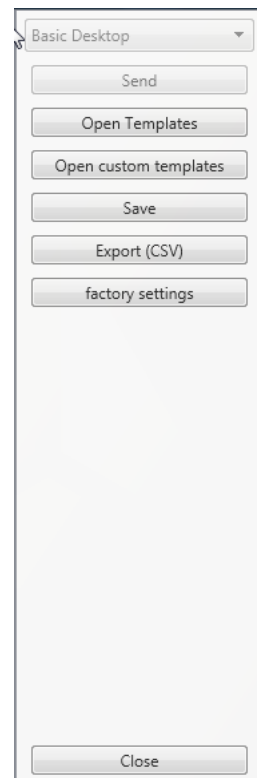 Basic Desktop
Send
Open Templates
Open custom templates
Save
Export (CSV)
factory settings
Close